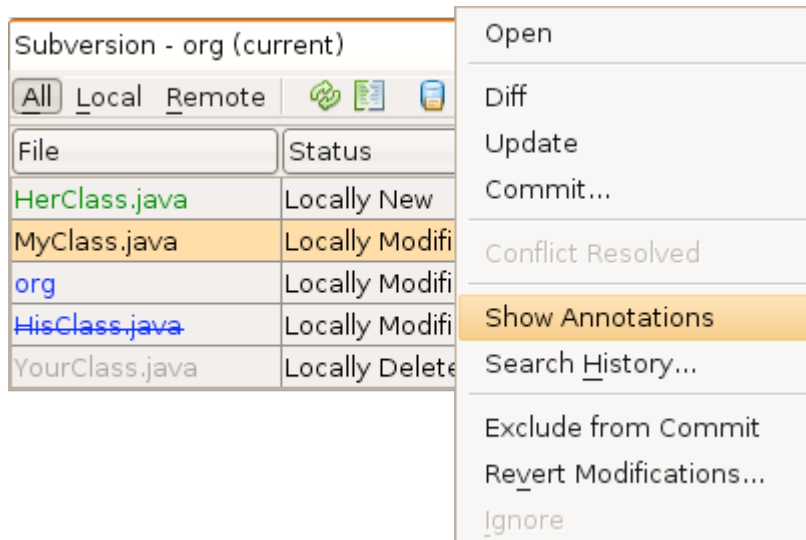 Subversion - org (current)
All Local Remote
File Status
HerClass.java Locally New
MyClass.java Locally Modifi
org Locally Modifi
HisClass.java Locally Modifi
YourClass.java Locally Delete
Open
Diff
Update
Commit...
Conflict Resolved
Show Annotations
Search History...
Exclude from Commit
Revert Modifications...
Ignore